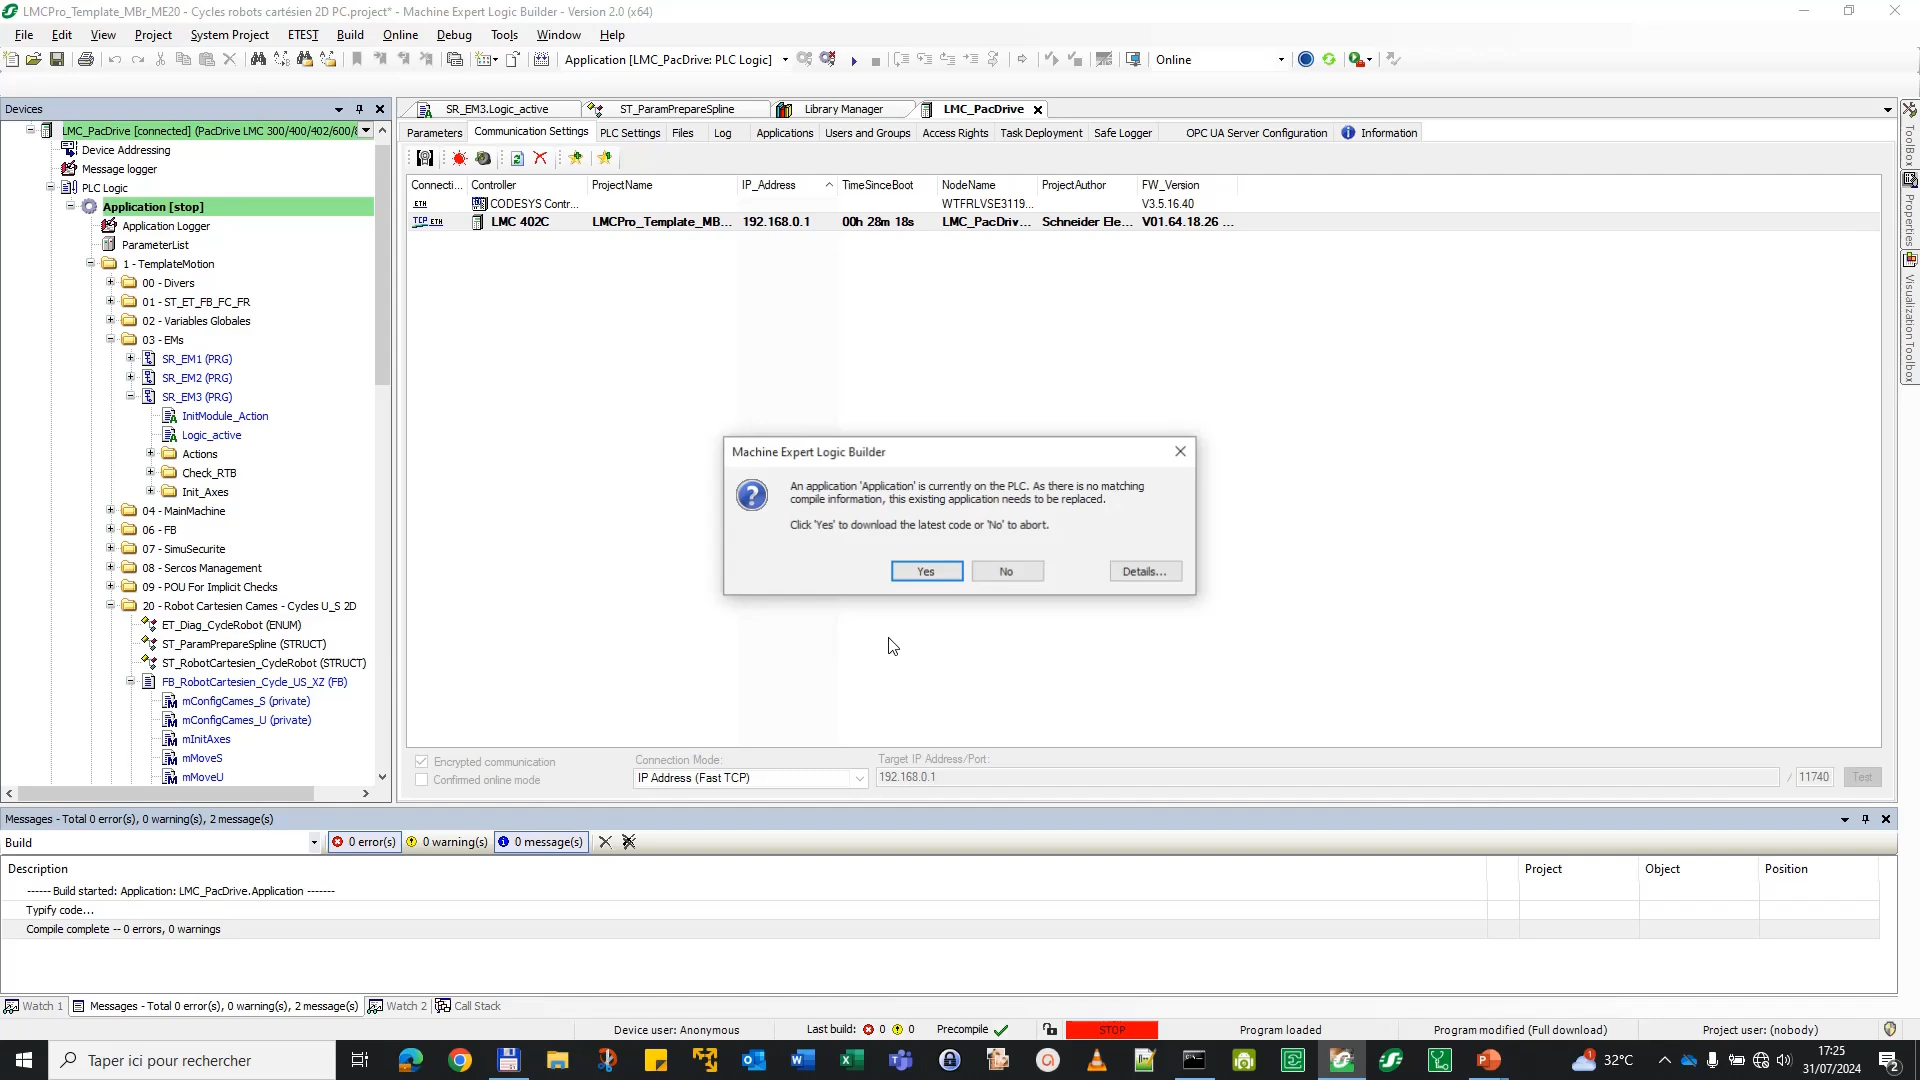 LMCPro_Template_MBr_ME20 - Cycles robots cartésien 2D PC.project* - Machine Expert Logic Builder - Version 2.0 (x64)
File Edit View Project System Project ETEST Build Online Debug Tools Window Help
Application [LMC_PacDrive: PLC Logic] Online
Devices
SR_EM3.Logic_active ST_ParamPrepareSpline Library Manager LMC_PacDrive
LMC_PacDrive [connected] (PacDrive LMC 300/400/402/600/8
Device Addressing
Message logger
PLC Logic
Application [stop]
Application Logger
ParameterList
1 - TemplateMotion
00 - Divers
01 - ST_ET_FB_FC_FR
02 - Variables Globales
03 - EMs
SR_EM1 (PRG)
SR_EM2 (PRG)
SR_EM3 (PRG)
InitModule_Action
Logic_active
Actions
Check_RTB
Init_Axes
04 - MainMachine
06 - FB
07 - SimuSecurite
08 - Sercos Management
09 - POU For Implicit Checks
20 - Robot Cartesien Cames - Cycles U_S 2D
ET_Diag_CycleRobot (ENUM)
ST_ParamPrepareSpline (STRUCT)
ST_RobotCartesien_CycleRobot (STRUCT)
FB_RobotCartesien_Cycle_US_XZ (FB)
mConfigCames_S (private)
mConfigCames_U (private)
mInitAxes
mMoveS
mMoveU
Parameters Communication Settings PLC Settings Files Log Applications Users and Groups Access Rights Task Deployment Safe Logger OPC UA Server Configuration Information
Connecti... Controller ProjectName IP_Address TimeSinceBoot NodeName ProjectAuthor FW_Version
ETH CODESYS Contr... WTFRLVSE3119... V3.5.16.40
TCP ETH LMC 402C LMCPro_Template_MB... 192.168.0.1 00h 28m 18s LMC_PacDriv... Schneider Ele... V01.64.18.26 ...
Machine Expert Logic Builder
An application 'Application' is currently on the PLC. As there is no matching
compile information, this existing application needs to be replaced.
Click 'Yes' to download the latest code or 'No' to abort.
Yes No Details...
Encrypted communication
Confirmed online mode
Connection Mode:
IP Address (Fast TCP)
Target IP Address/Port:
192.168.0.1 / 11740 Test
ToolBox
Properties
Visualization Toolbox
Messages - Total 0 error(s), 0 warning(s), 2 message(s)
Build 0 error(s) 0 warning(s) 0 message(s)
Description Project Object Position
------ Build started: Application: LMC_PacDrive.Application -------
Typify code...
Compile complete -- 0 errors, 0 warnings
Watch 1 Messages - Total 0 error(s), 0 warning(s), 2 message(s) Watch 2 Call Stack
Device user: Anonymous Last build: 0 0 Precompile STOP Program loaded Program modified (Full download) Project user: (nobody)
Taper ici pour rechercher 32°C 17:25
31/07/2024 2